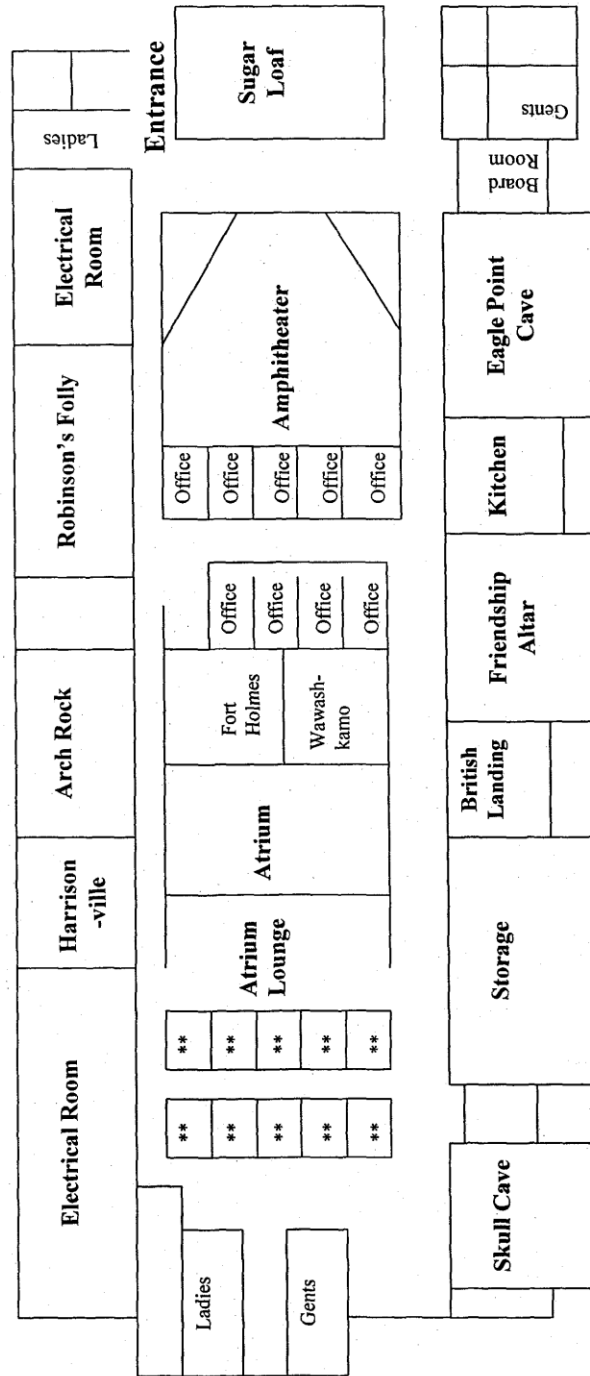 Electrical Room
Harrison
-ville
Arch Rock
Robinson's Folly
Electrical
Room
Ladies
Entrance
Sugar
Loaf
Ladies
Gents
**
**
**
**
**
**
**
**
**
**
Atrium
Lounge
Atrium
Fort
Holmes
Wawash-
kamo
Office
Office
Office
Office
Office
Office
Office
Office
Office
Amphitheater
Skull Cave
Storage
British
Landing
Friendship
Altar
Kitchen
Eagle Point
Cave
Board
Room
Gents